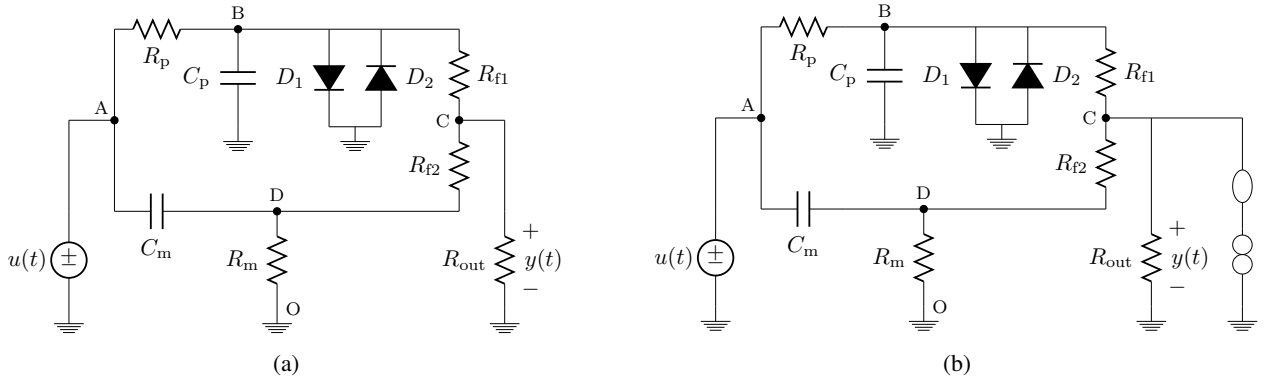 B
A
C
D
O
Rp
Cp
D1
D2
Rf1
Rf2
Cm
Rm
Rout
u(t)
±
+
y(t)
−
(a)
B
A
C
D
O
Rp
Cp
D1
D2
Rf1
Rf2
Cm
Rm
Rout
u(t)
±
+
y(t)
−
(b)